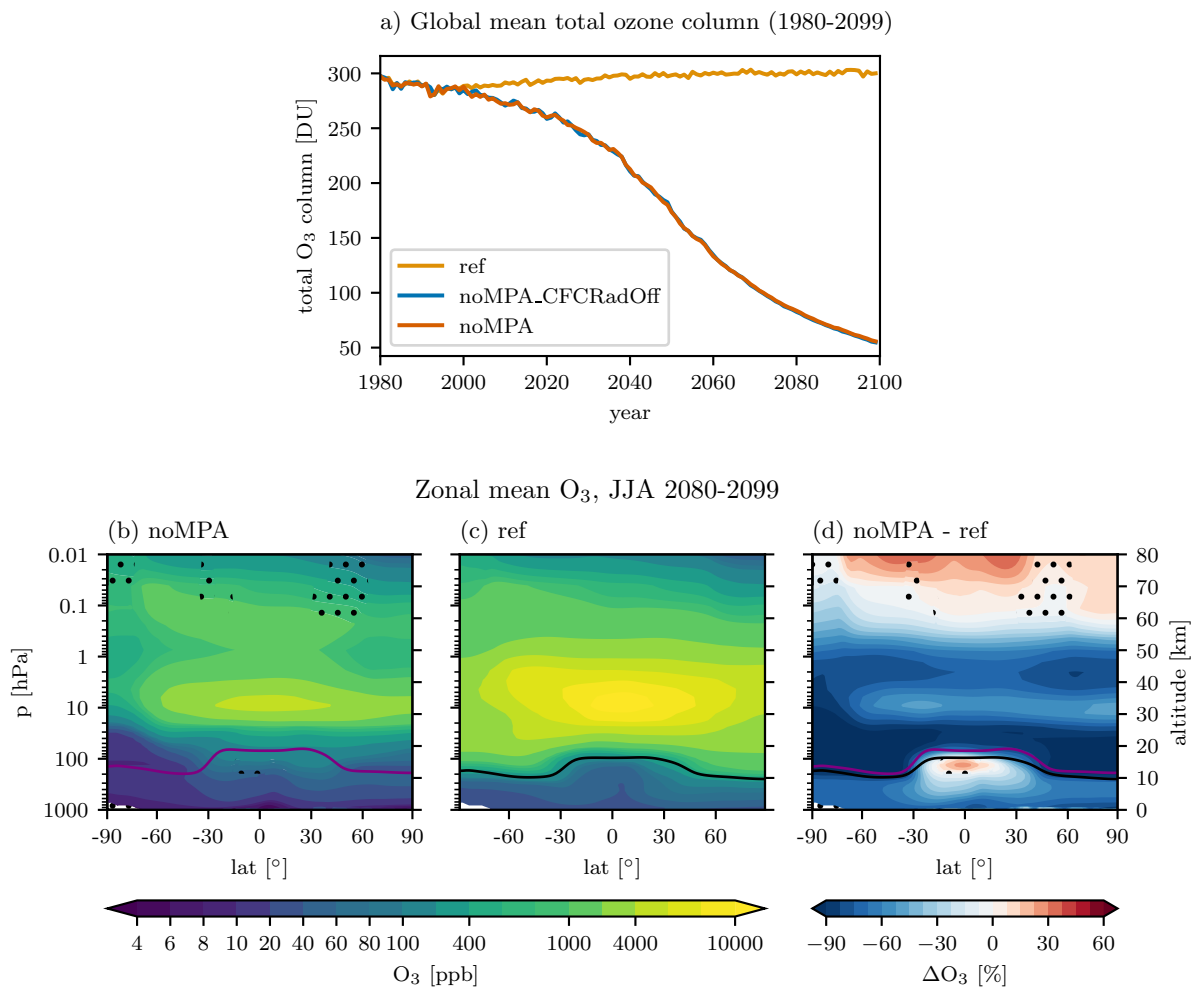 a) Global mean total ozone column (1980-2099)
total O₃ column [DU]
300
250
200
150
100
50
ref
noMPA_CFCRadOff
noMPA
1980 2000 2020 2040 2060 2080 2100
year
Zonal mean O₃, JJA 2080-2099
(b) noMPA
(c) ref
(d) noMPA - ref
p [hPa]
0.01
0.1
1
10
100
1000
80
70
60
50
40
30
20
10
0
altitude [km]
-90 -60 -30 0 30 60 90
-60 -30 0 30 60
-90 -60 -30 0 30 60 90
lat [°]
lat [°]
lat [°]
4 6 8 10 20 40 60 80 100 400 1000 4000 10000
O₃ [ppb]
−90 −60 −30 0 30 60
ΔO₃ [%]